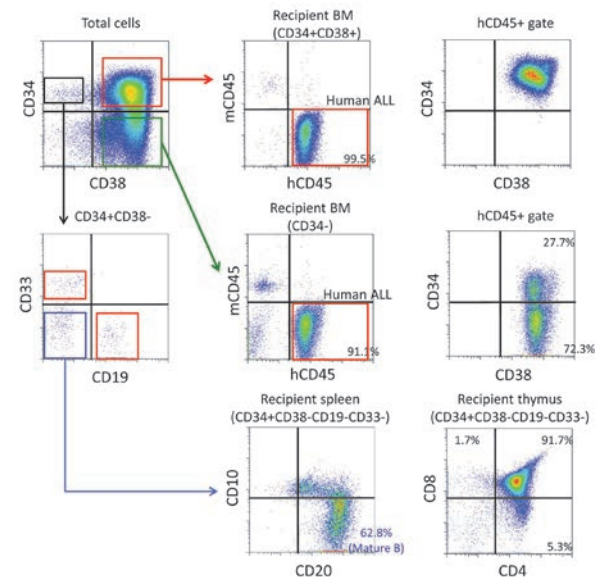 Total cells
CD34
CD38
Recipient BM
(CD34+CD38+)
mCD45
Human ALL
99.5%
hCD45
hCD45+ gate
CD34
CD38
CD34+CD38-
CD33
CD19
Recipient BM
(CD34-)
mCD45
Human ALL
91.1%
hCD45
hCD45+ gate
27.7%
CD34
72.3%
CD38
Recipient spleen
(CD34+CD38-CD19-CD33-)
CD10
62.8%
(Mature B)
CD20
Recipient thymus
(CD34+CD38-CD19-CD33-)
1.7%
91.7%
CD8
5.3%
CD4